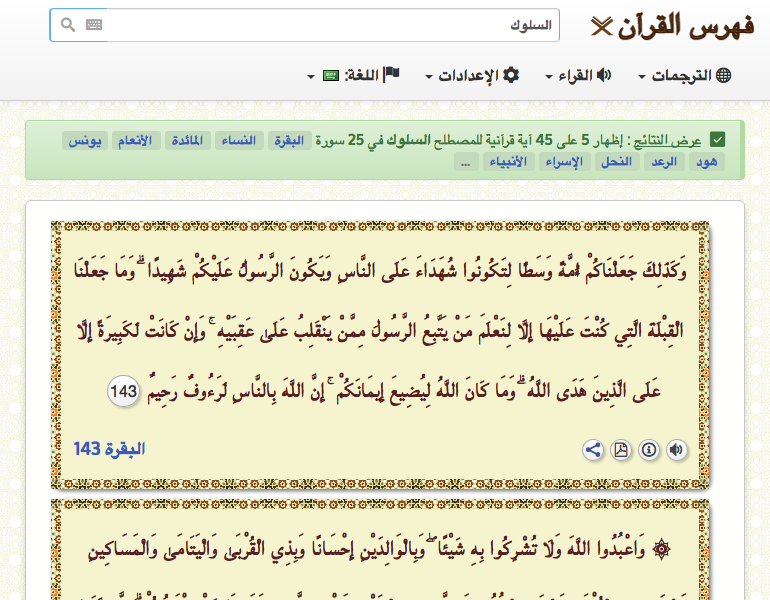 فهرس القرآن
السلوك
الترجمات القراء الإعدادات اللغة:
عرض النتائج : إظهار 5 على 45 آية قرآنية للمصطلح السلوك في 25 سورة البقرة النساء المائدة الأنعام يونس
هود الرعد النحل الإسراء الأنبياء ...
وَكَذَٰلِكَ جَعَلْنَاكُمْ أُمَّةً وَسَطًا لِتَكُونُوا شُهَدَاءَ عَلَى النَّاسِ وَيَكُونَ الرَّسُولُ عَلَيْكُمْ شَهِيدًا ۗ وَمَا جَعَلْنَا
الْقِبْلَةَ الَّتِي كُنْتَ عَلَيْهَا إِلَّا لِنَعْلَمَ مَنْ يَتَّبِعُ الرَّسُولَ مِمَّنْ يَنْقَلِبُ عَلَىٰ عَقِبَيْهِ ۚ وَإِنْ كَانَتْ لَكَبِيرَةً إِلَّا
عَلَى الَّذِينَ هَدَى اللَّهُ ۗ وَمَا كَانَ اللَّهُ لِيُضِيعَ إِيمَانَكُمْ ۚ إِنَّ اللَّهَ بِالنَّاسِ لَرَءُوفٌ رَحِيمٌ 143
البقرة 143
۞ وَاعْبُدُوا اللَّهَ وَلَا تُشْرِكُوا بِهِ شَيْئًا ۖ وَبِالْوَالِدَيْنِ إِحْسَانًا وَبِذِي الْقُرْبَىٰ وَالْيَتَامَىٰ وَالْمَسَاكِينِ